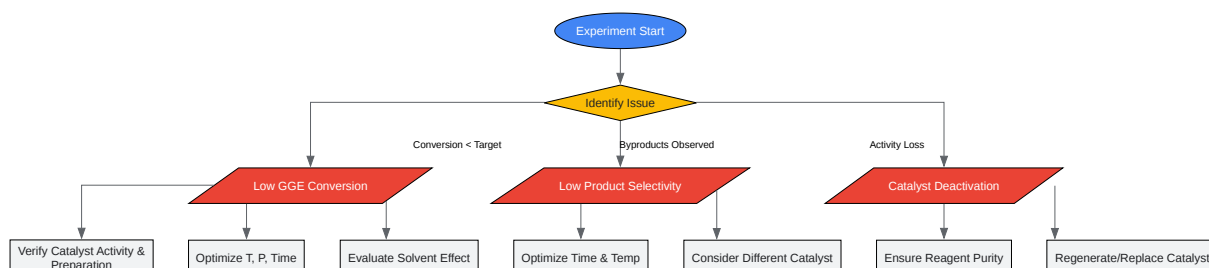 Experiment Start
Identify Issue
Conversion < Target
Byproducts Observed
Activity Loss
Low GGE Conversion
Low Product Selectivity
Catalyst Deactivation
Verify Catalyst Activity &
Preparation
Optimize T, P, Time
Evaluate Solvent Effect
Optimize Time & Temp
Consider Different Catalyst
Ensure Reagent Purity
Regenerate/Replace Catalyst